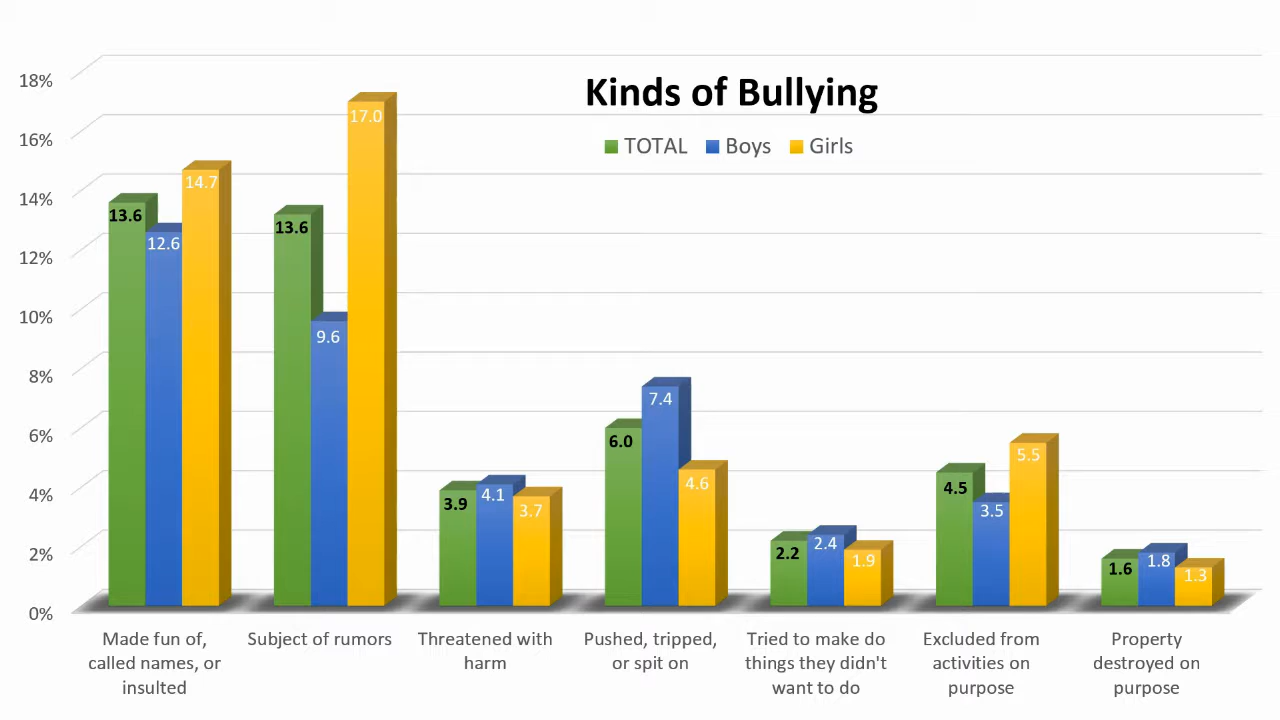 Kinds of Bullying
TOTAL Boys Girls
18%
16%
14%
12%
10%
8%
6%
4%
2%
0%
13.6 12.6 14.7
13.6 9.6 17.0
3.9 4.1 3.7
6.0 7.4 4.6
2.2 2.4 1.9
4.5 3.5 5.5
1.6 1.8 1.3
Made fun of,
called names, or
insulted
Subject of rumors
Threatened with
harm
Pushed, tripped,
or spit on
Tried to make do
things they didn't
want to do
Excluded from
activities on
purpose
Property
destroyed on
purpose